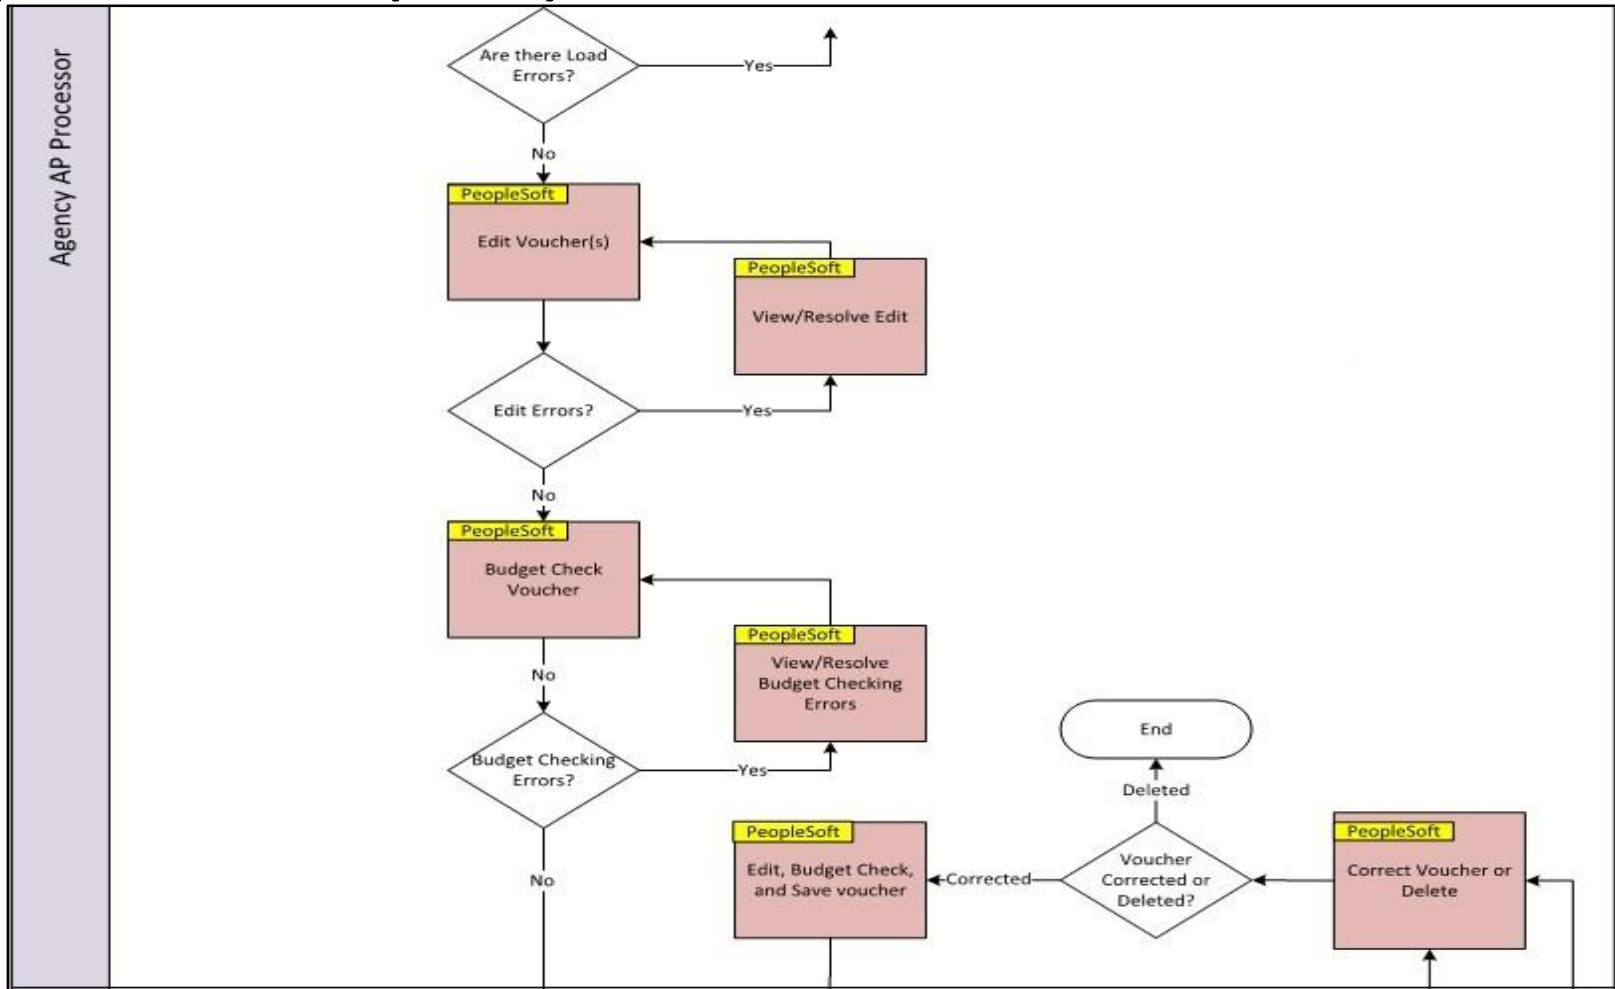 Agency AP Processor
Are there Load
Errors?
Yes
No
PeopleSoft
Edit Voucher(s)
PeopleSoft
View/Resolve Edit
Edit Errors?
Yes
No
PeopleSoft
Budget Check
Voucher
No
PeopleSoft
View/Resolve
Budget Checking
Errors
Budget Checking
Errors?
Yes
No
End
Deleted
PeopleSoft
Edit, Budget Check,
and Save voucher
Corrected
Voucher
Corrected or
Deleted?
PeopleSoft
Correct Voucher or
Delete